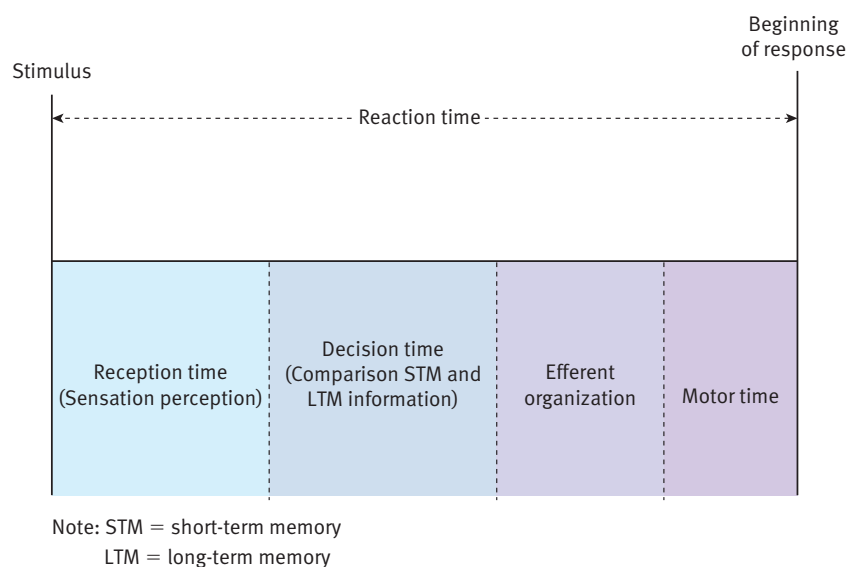 Stimulus
Beginning
of response
Reaction time
Reception time
(Sensation perception)
Decision time
(Comparison STM and
LTM information)
Efferent
organization
Motor time
Note: STM = short-term memory
LTM = long-term memory